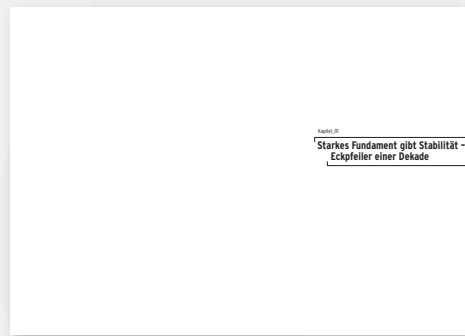 Kapitel_01
Starkes Fundament gibt Stabilität –
Eckpfeiler einer Dekade